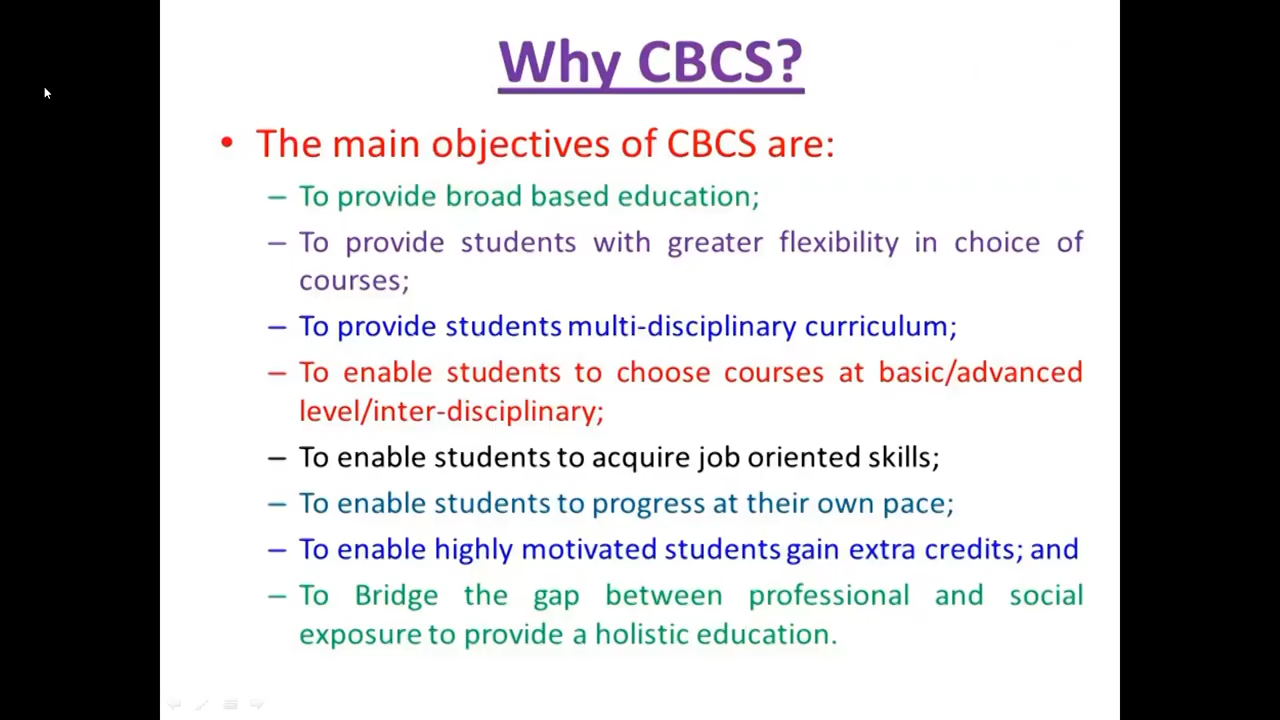 Why CBCS?
• The main objectives of CBCS are:
– To provide broad based education;
– To provide students with greater flexibility in choice of
courses;
– To provide students multi-disciplinary curriculum;
– To enable students to choose courses at basic/advanced
level/inter-disciplinary;
– To enable students to acquire job oriented skills;
– To enable students to progress at their own pace;
– To enable highly motivated students gain extra credits; and
– To Bridge the gap between professional and social
exposure to provide a holistic education.